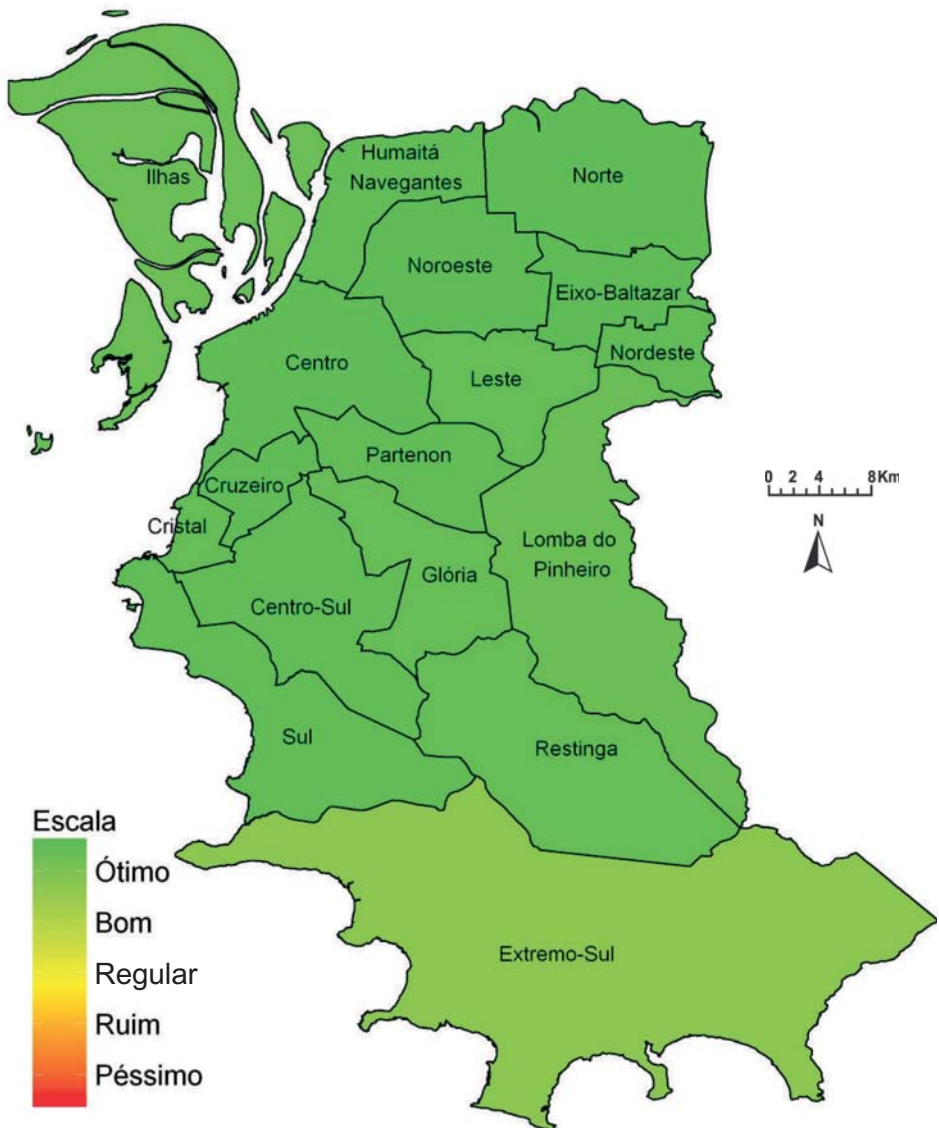 Humaitá
Navegantes
Norte
Ilhas
Noroeste
Eixo-Baltazar
Nordeste
Centro
Leste
Partenon
Cruzeiro
0 2 4 8Km
N
Cristal
Lomba do
Pinheiro
Glória
Centro-Sul
Sul
Restinga
Escala
Ótimo
Bom
Regular
Ruim
Péssimo
Extremo-Sul